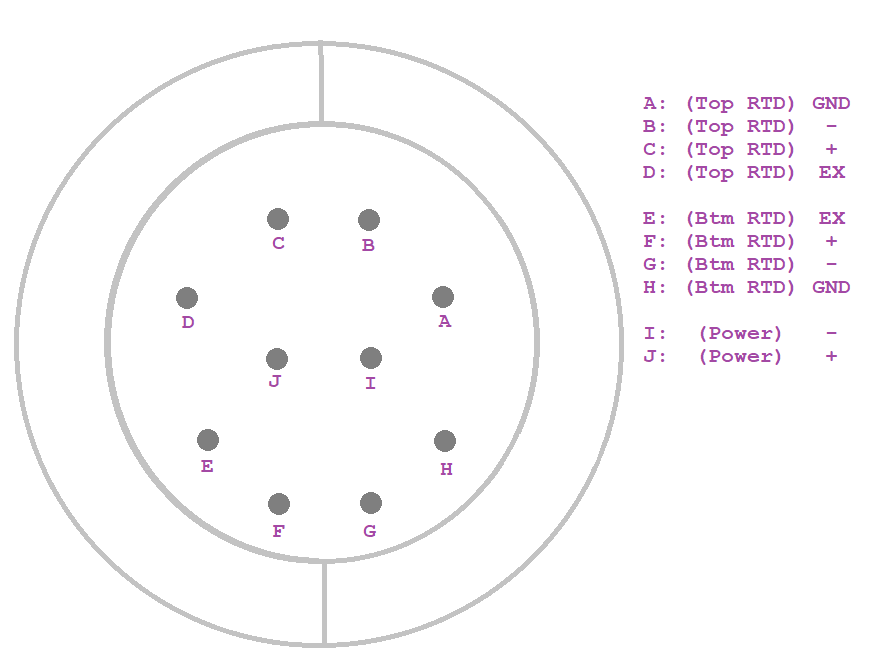 C B
D A
J I
E H
F G
A: (Top RTD) GND
B: (Top RTD) -
C: (Top RTD) +
D: (Top RTD) EX
E: (Btm RTD) EX
F: (Btm RTD) +
G: (Btm RTD) -
H: (Btm RTD) GND
I: (Power) -
J: (Power) +